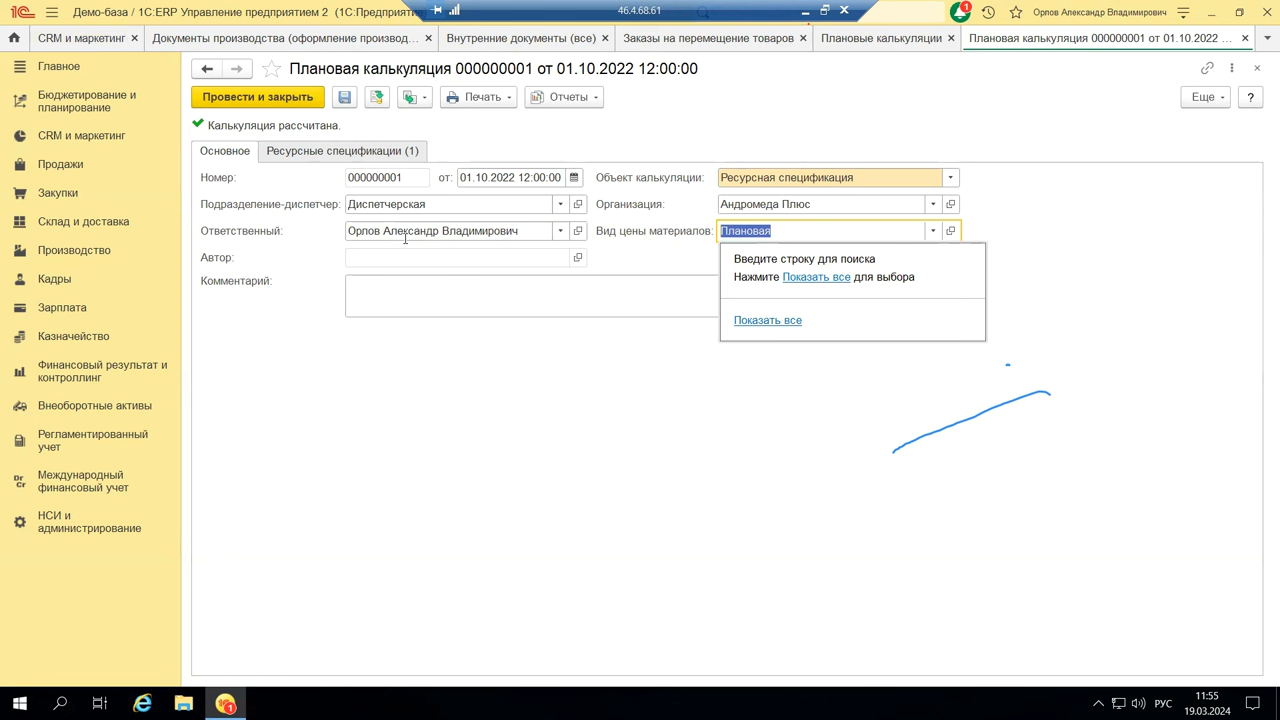 1С Демо-база / 1С:ERP Управление предприятием 2 (1С:Предприятие
46.4.68.61
1
Орлов Александр Владимирович
CRM и маркетинг ×
Документы производства (оформление производ... ×
Внутренние документы (все) ×
Заказы на перемещение товаров ×
Плановые калькуляции ×
Плановая калькуляция 000000001 от 01.10.2022 12:00:00 ... ×
Главное
Бюджетирование и
планирование
CRM и маркетинг
Продажи
Закупки
Склад и доставка
Производство
Кадры
Зарплата
Казначейство
Финансовый результат и
контроллинг
Внеоборотные активы
Регламентированный
учет
Международный
финансовый учет
НСИ и
администрирование
Плановая калькуляция 000000001 от 01.10.2022 12:00:00
Провести и закрыть
Печать
Отчеты
Еще
?
Калькуляция рассчитана.
Основное
Ресурсные спецификации (1)
Номер: 000000001 от: 01.10.2022 12:00:00 Объект калькуляции: Ресурсная спецификация
Подразделение-диспетчер: Диспетчерская Организация: Андромеда Плюс
Ответственный: Орлов Александр Владимирович Вид цены материалов: Плановая
Автор:
Комментарий:
Введите строку для поиска
Нажмите Показать все для выбора
Показать все
1
РУС
11:55
19.03.2024